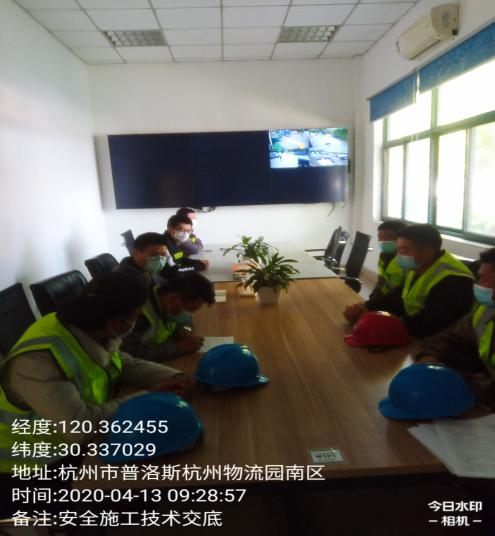 经度:120.362455
纬度:30.337029
地址:杭州市普洛斯杭州物流园南区
时间:2020-04-13 09:28:57
备注:安全施工技术交底
今日水印
－相机－